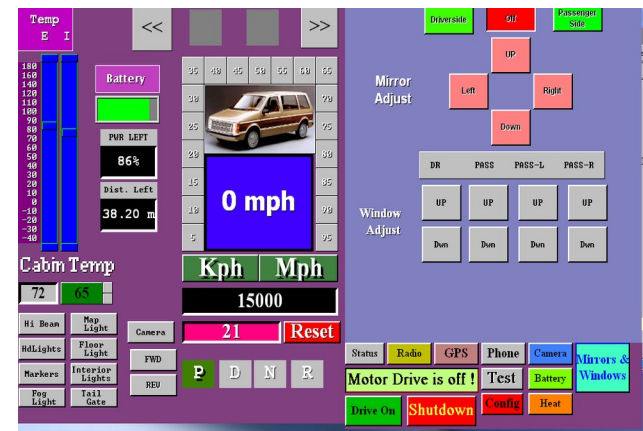 Temp
E I
<<
>>
180
160
140
120
110
100
90
80
70
60
50
40
30
20
10
0
-10
-20
-30
-40
Battery
PWR LEFT
86%
Dist. Left
38.20 m
35 40 45 50 55 60 65
30 70
25 75
20 80
15 85
10 90
5 95
0 mph
Cabin Temp
72 65
Kph Mph
15000
21 Reset
Hi Beam
Map Light
Camera
HdLights
Floor Light
FWD
Markers
Interior Lights
REV
Fog Light
Tail Gate
P D N R
Driverside
Off
Passenger Side
Mirror Adjust
UP
Left
Right
Down
DR PASS PASS-L PASS-R
Window Adjust
UP UP UP UP
Dwn Dwn Dwn Dwn
Status Radio GPS Phone Camera
Mirrors & Windows
Motor Drive is off ! Test Battery
Drive On Shutdown Config Heat